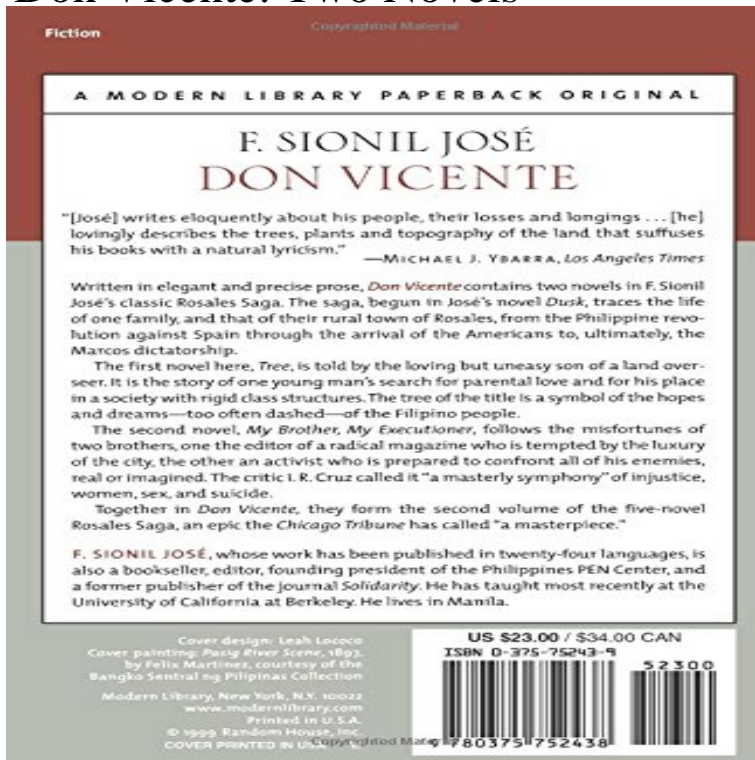 Don Vicente: Two Novels
Fiction
Copyrighted Material
A MODERN LIBRARY PAPERBACK ORIGINAL
F. SIONIL JOSÉ
DON VICENTE
"[José] writes eloquently about his people, their losses and longings . . . [he]
lovingly describes the trees, plants and topography of the land that suffuses
his books with a natural lyricism."
—MICHAEL J. YBARRA, Los Angeles Times
Written in elegant and precise prose, Don Vicente contains two novels in F. Sionil
José's classic Rosales Saga. The saga, begun in José's novel Dusk, traces the life
of one family, and that of their rural town of Rosales, from the Philippine revo-
lution against Spain through the arrival of the Americans to, ultimately, the
Marcos dictatorship.
The first novel here, Tree, is told by the loving but uneasy son of a land over-
seer. It is the story of one young man's search for parental love and for his place
in a society with rigid class structures. The tree of the title is a symbol of the hopes
and dreams—too often dashed—of the Filipino people.
The second novel, My Brother, My Executioner, follows the misfortunes of
two brothers, one the editor of a radical magazine who is tempted by the luxury
of the city, the other an activist who is prepared to confront all of his enemies,
real or imagined. The critic I. R. Cruz called it "a masterly symphony" of injustice,
women, sex, and suicide.
Together in Don Vicente, they form the second volume of the five-novel
Rosales Saga, an epic the Chicago Tribune has called "a masterpiece."
F. SIONIL JOSÉ, whose work has been published in twenty-four languages, is
also a bookseller, editor, founding president of the Philippines PEN Center, and
a former publisher of the journal Solidarity. He has taught most recently at the
University of California at Berkeley. He lives in Manila.
Cover design: Leah Lococo
Cover painting: Pasig River Scene, 1897,
by Felix Martinez, courtesy of the
Bangko Sentral ng Pilipinas Collection
Modern Library, New York, N.Y. 10022
www.modernlibrary.com
Printed in U.S.A.
© 1999 Random House, Inc.
COVER PRINTED IN
US $23.00 / $34.00 CAN
ISBN 0-375-75243-9
52300
9 780375 752438
Copyrighted